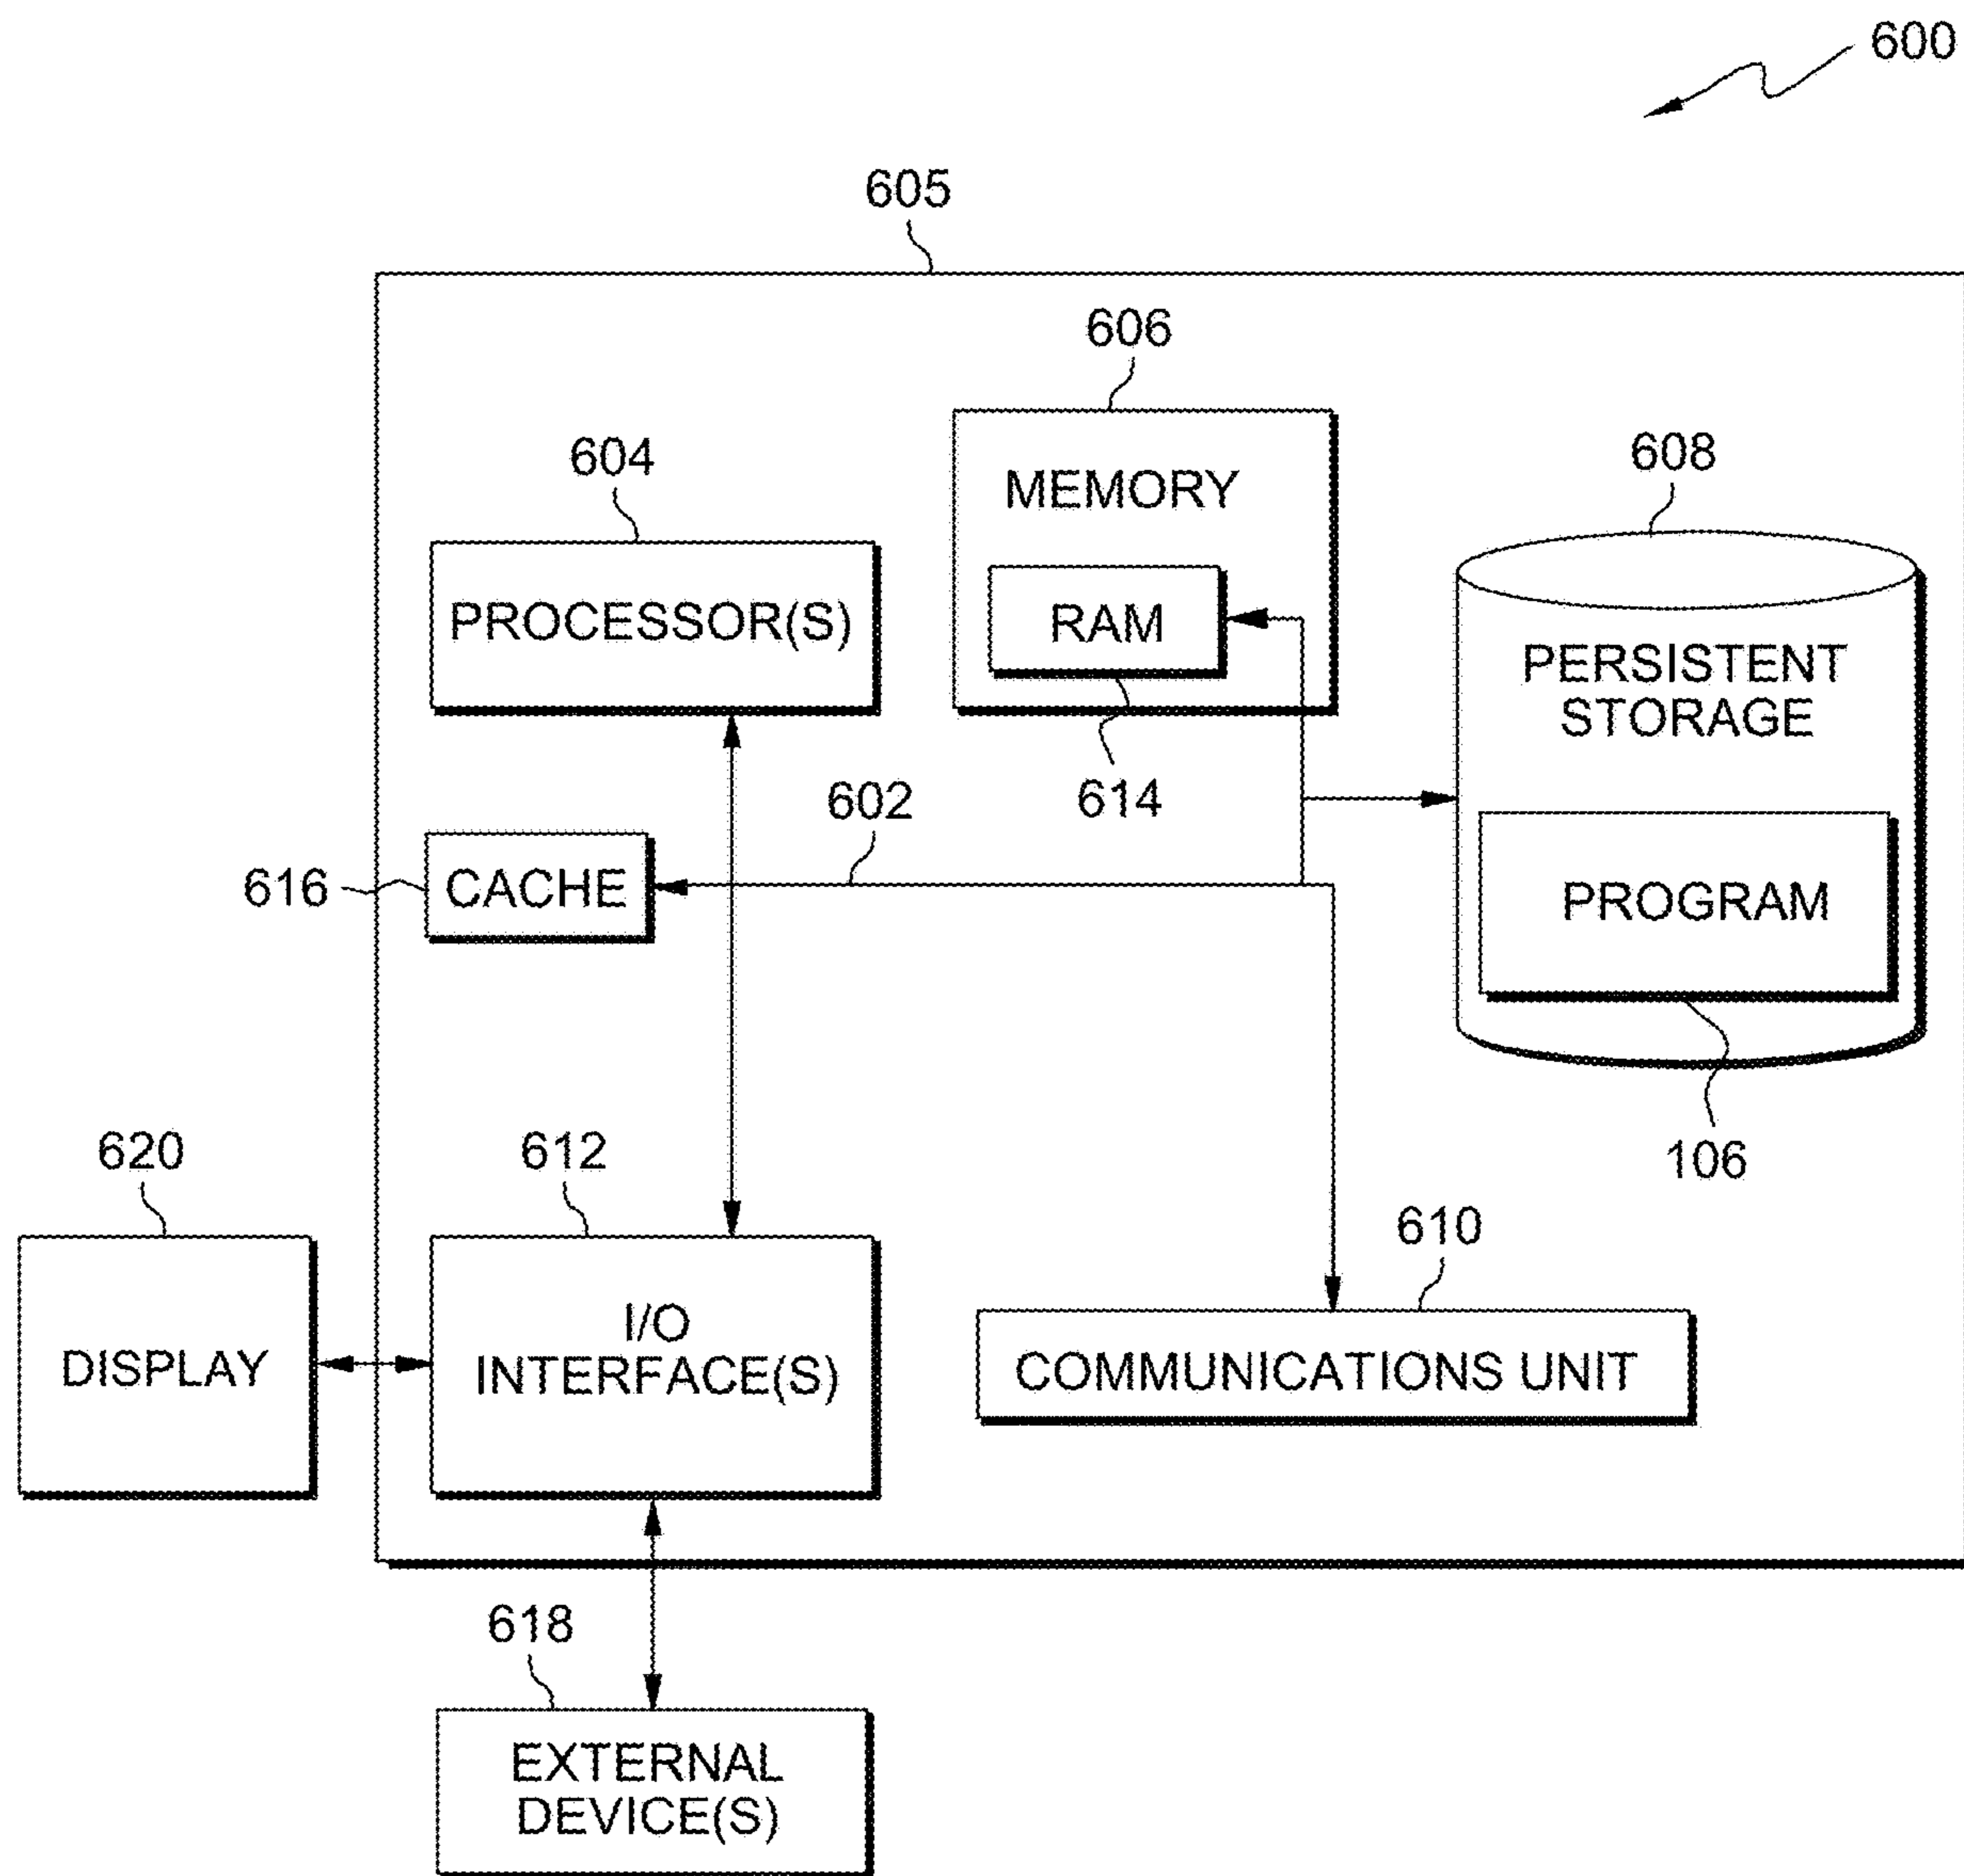 600
605
606
604
608
MEMORY
PROCESSOR(S)
RAM
PERSISTENT
STORAGE
614
602
616
CACHE
PROGRAM
106
620
612
610
I/O
INTERFACE(S)
DISPLAY
COMMUNICATIONS UNIT
618
EXTERNAL
DEVICE(S)